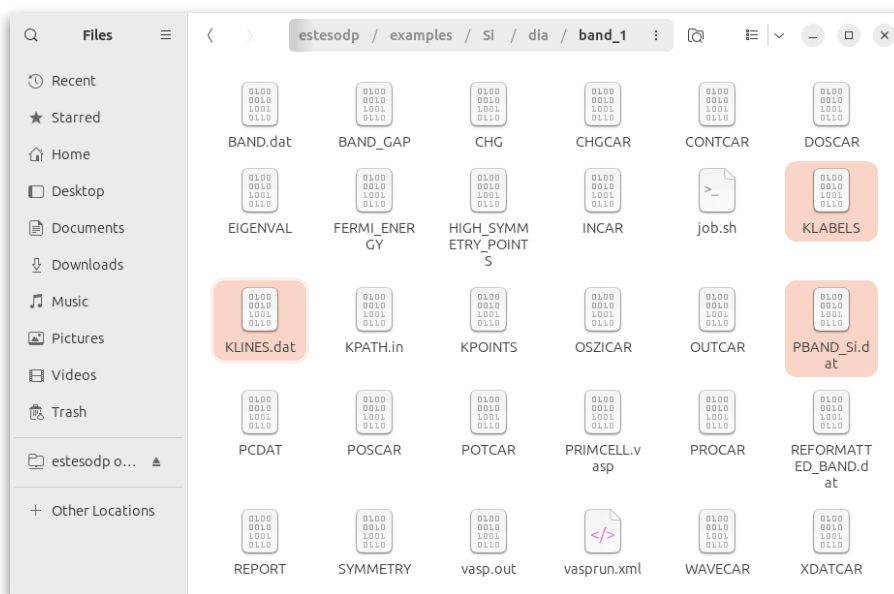 Files
estesodp / examples / Si / dia / band_1
Recent
Starred
Home
Desktop
Documents
Downloads
Music
Pictures
Videos
Trash
estesodp o…
Other Locations
BAND.dat
BAND_GAP
CHG
CHGCAR
CONTCAR
DOSCAR
EIGENVAL
FERMI_ENER
GY
HIGH_SYMM
ETRY_POINT
S
INCAR
job.sh
KLABELS
KLINES.dat
KPATH.in
KPOINTS
OSZICAR
OUTCAR
PBAND_Si.d
at
PCDAT
POSCAR
POTCAR
PRIMCELL.v
asp
PROCAR
REFORMATT
ED_BAND.d
at
REPORT
SYMMETRY
vasp.out
vasprun.xml
WAVECAR
XDATCAR